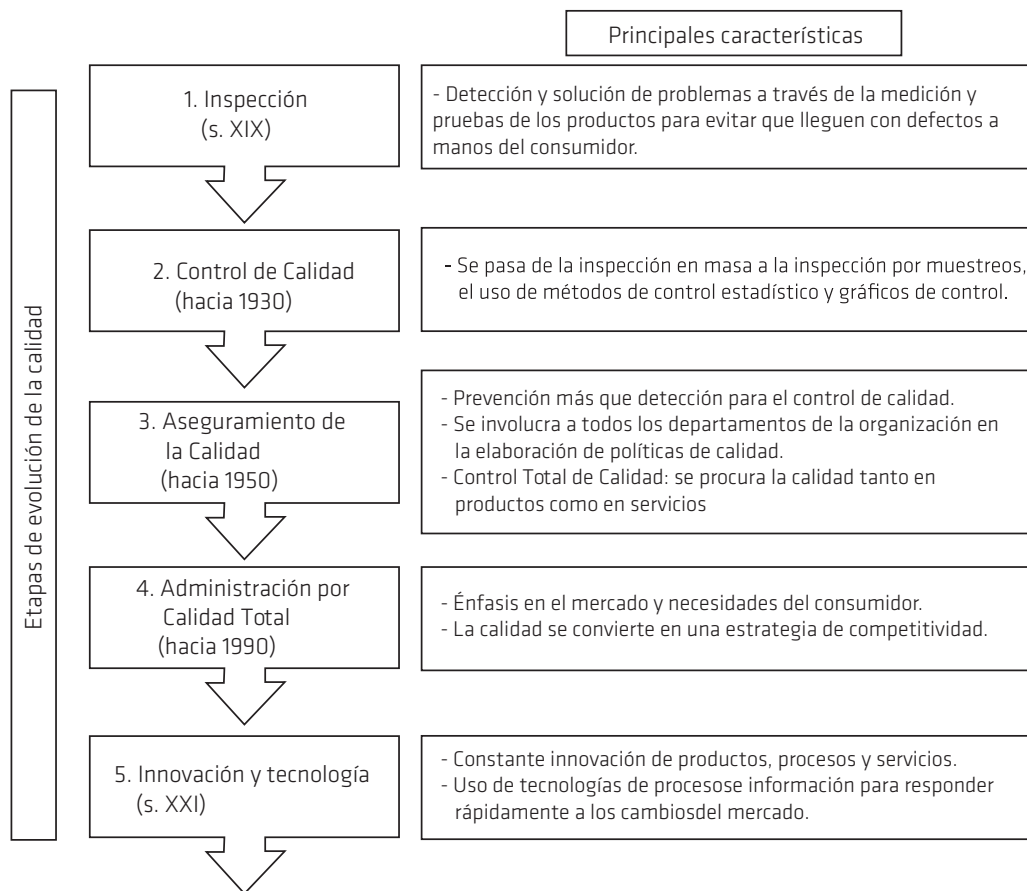 Principales características
Etapas de evolución de la calidad
1. Inspección
(s. XIX)
- Detección y solución de problemas a través de la medición y
pruebas de los productos para evitar que lleguen con defectos a
manos del consumidor.
2. Control de Calidad
(hacia 1930)
- Se pasa de la inspección en masa a la inspección por muestreos,
el uso de métodos de control estadístico y gráficos de control.
3. Aseguramiento de
la Calidad
(hacia 1950)
- Prevención más que detección para el control de calidad.
- Se involucra a todos los departamentos de la organización en
la elaboración de políticas de calidad.
- Control Total de Calidad: se procura la calidad tanto en
productos como en servicios
4. Administración por
Calidad Total
(hacia 1990)
- Énfasis en el mercado y necesidades del consumidor.
- La calidad se convierte en una estrategia de competitividad.
5. Innovación y tecnología
(s. XXI)
- Constante innovación de productos, procesos y servicios.
- Uso de tecnologías de procesose información para responder
rápidamente a los cambiosdel mercado.